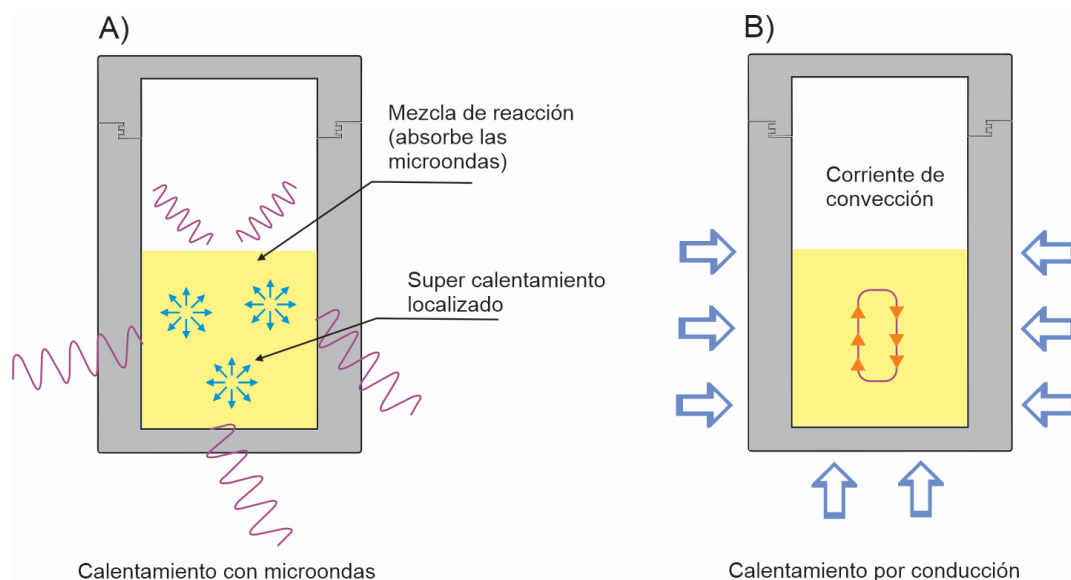 A)
Mezcla de reacción
(absorbe las
microondas)
Super calentamiento
localizado
Calentamiento con microondas
B)
Corriente de
convección
Calentamiento por conducción